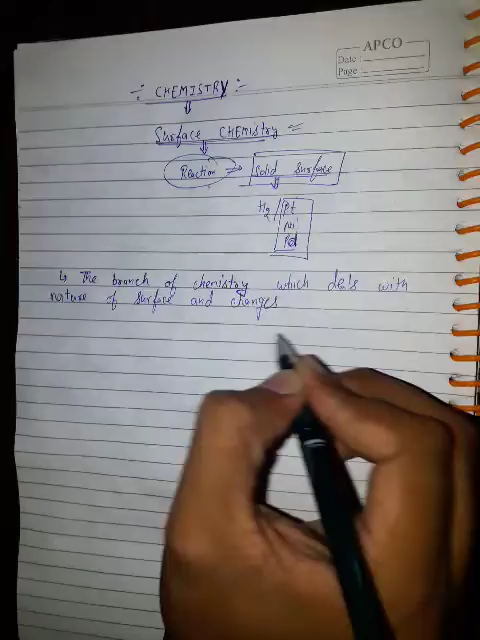 APCO
Date :
Page :
CHEMISTRY
Surface CHEMistry
Reaction → Solid Surface
H2 / Pt
Ni
Pd
↳ The branch of chemistry which deals with
nature of surface and changes